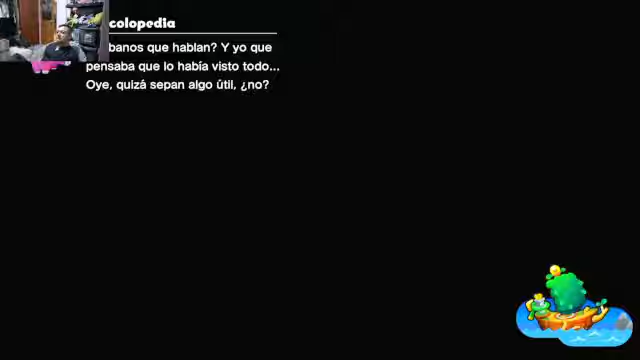 colopedia
banos que hablan? Y yo que
pensaba que lo había visto todo...
Oye, quizá sepan algo útil, ¿no?